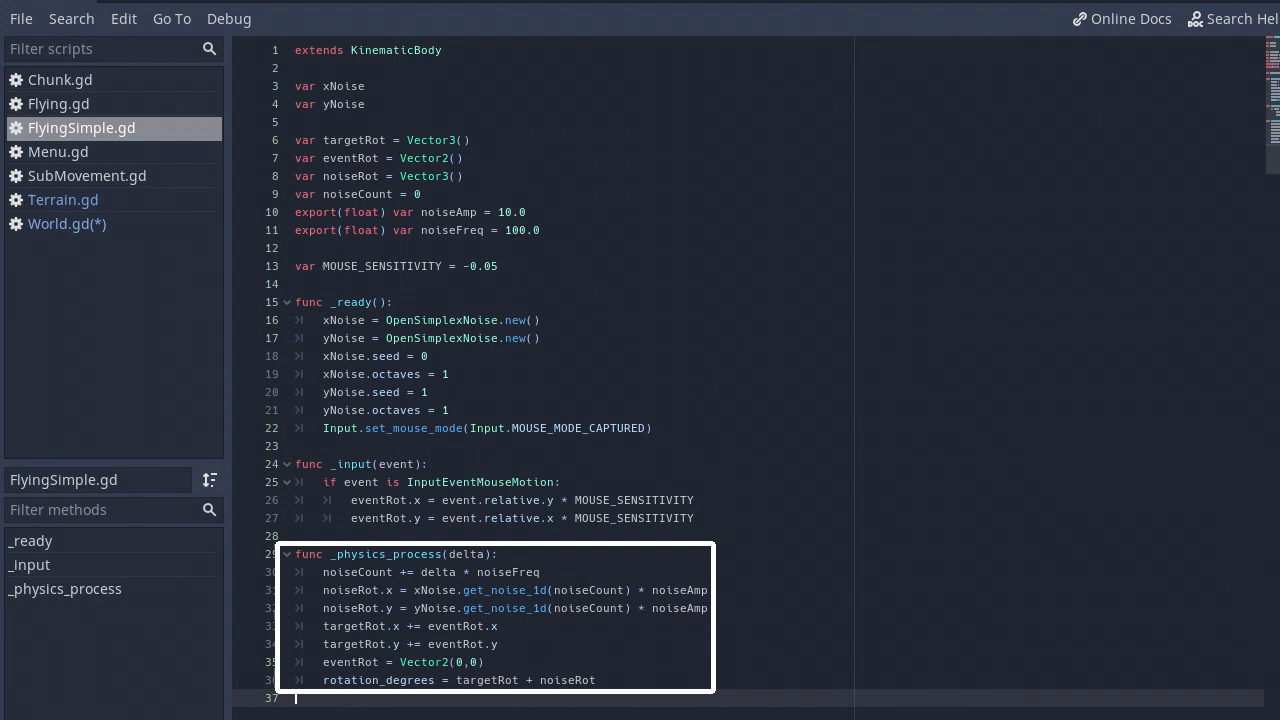 File Search Edit Go To Debug Online Docs Search Hel
Filter scripts
Chunk.gd
Flying.gd
FlyingSimple.gd
Menu.gd
SubMovement.gd
Terrain.gd
World.gd(*)
FlyingSimple.gd
Filter methods
_ready
_input
_physics_process
1 extends KinematicBody
2
3 var xNoise
4 var yNoise
5
6 var targetRot = Vector3()
7 var eventRot = Vector2()
8 var noiseRot = Vector3()
9 var noiseCount = 0
10 export(float) var noiseAmp = 10.0
11 export(float) var noiseFreq = 100.0
12
13 var MOUSE_SENSITIVITY = -0.05
14
15 func _ready():
16 xNoise = OpenSimplexNoise.new()
17 yNoise = OpenSimplexNoise.new()
18 xNoise.seed = 0
19 xNoise.octaves = 1
20 yNoise.seed = 1
21 yNoise.octaves = 1
22 Input.set_mouse_mode(Input.MOUSE_MODE_CAPTURED)
23
24 func _input(event):
25 if event is InputEventMouseMotion:
26 eventRot.x = event.relative.y * MOUSE_SENSITIVITY
27 eventRot.y = event.relative.x * MOUSE_SENSITIVITY
28
29 func _physics_process(delta):
30 noiseCount += delta * noiseFreq
31 noiseRot.x = xNoise.get_noise_1d(noiseCount) * noiseAmp
32 noiseRot.y = yNoise.get_noise_1d(noiseCount) * noiseAmp
33 targetRot.x += eventRot.x
34 targetRot.y += eventRot.y
35 eventRot = Vector2(0,0)
36 rotation_degrees = targetRot + noiseRot
37